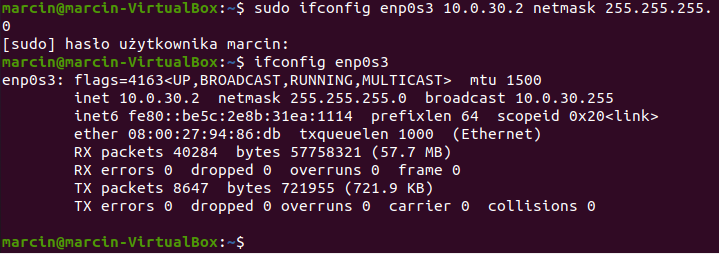 marcin@marcin-VirtualBox:~$ sudo ifconfig enp0s3 10.0.30.2 netmask 255.255.255.
0
[sudo] hasło użytkownika marcin:
marcin@marcin-VirtualBox:~$ ifconfig enp0s3
enp0s3: flags=4163<UP,BROADCAST,RUNNING,MULTICAST>  mtu 1500
        inet 10.0.30.2  netmask 255.255.255.0  broadcast 10.0.30.255
        inet6 fe80::be5c:2e8b:31ea:1114  prefixlen 64  scopeid 0x20<link>
        ether 08:00:27:94:86:db  txqueuelen 1000  (Ethernet)
        RX packets 40284  bytes 57758321 (57.7 MB)
        RX errors 0  dropped 0  overruns 0  frame 0
        TX packets 8647  bytes 721955 (721.9 KB)
        TX errors 0  dropped 0 overruns 0  carrier 0  collisions 0

marcin@marcin-VirtualBox:~$